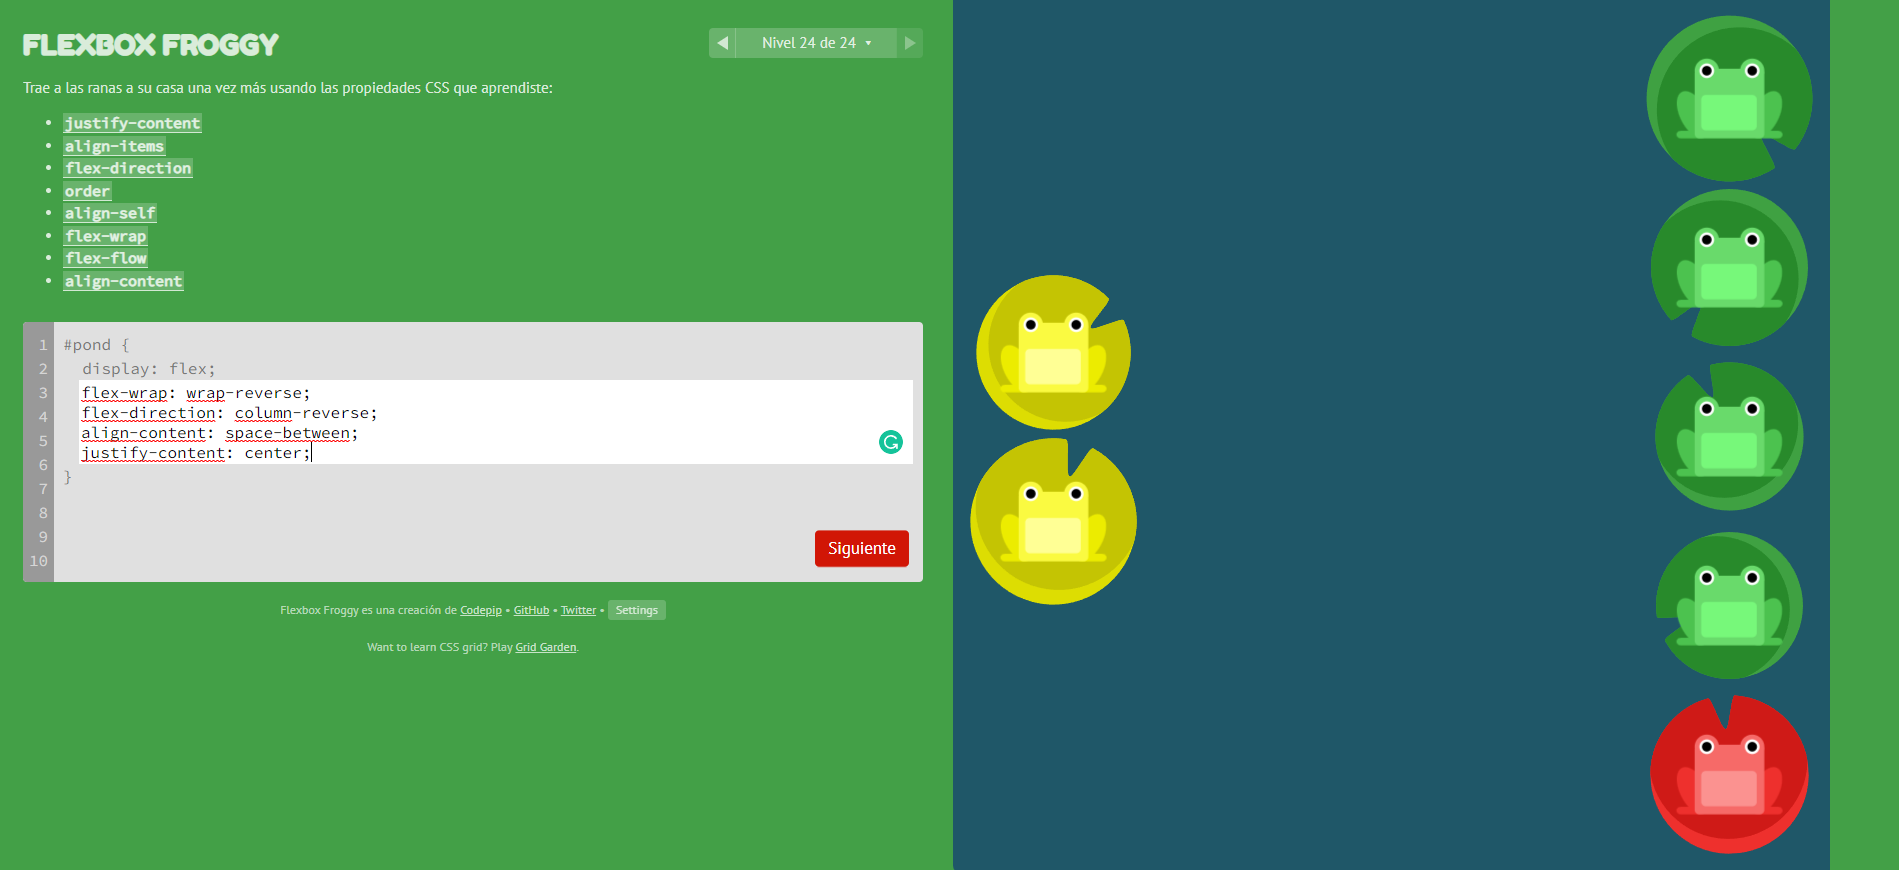 FLEXBOX FROGGY
Nivel 24 de 24
Trae a las ranas a su casa una vez más usando las propiedades CSS que aprendiste:
justify-content
align-items
flex-direction
order
align-self
flex-wrap
flex-flow
align-content
1 #pond {
2 display: flex;
3 flex-wrap: wrap-reverse;
4 flex-direction: column-reverse;
5 align-content: space-between;
6 justify-content: center;
7 }
8
9
10
Siguiente
Flexbox Froggy es una creación de Codepip • GitHub • Twitter • Settings
Want to learn CSS grid? Play Grid Garden.